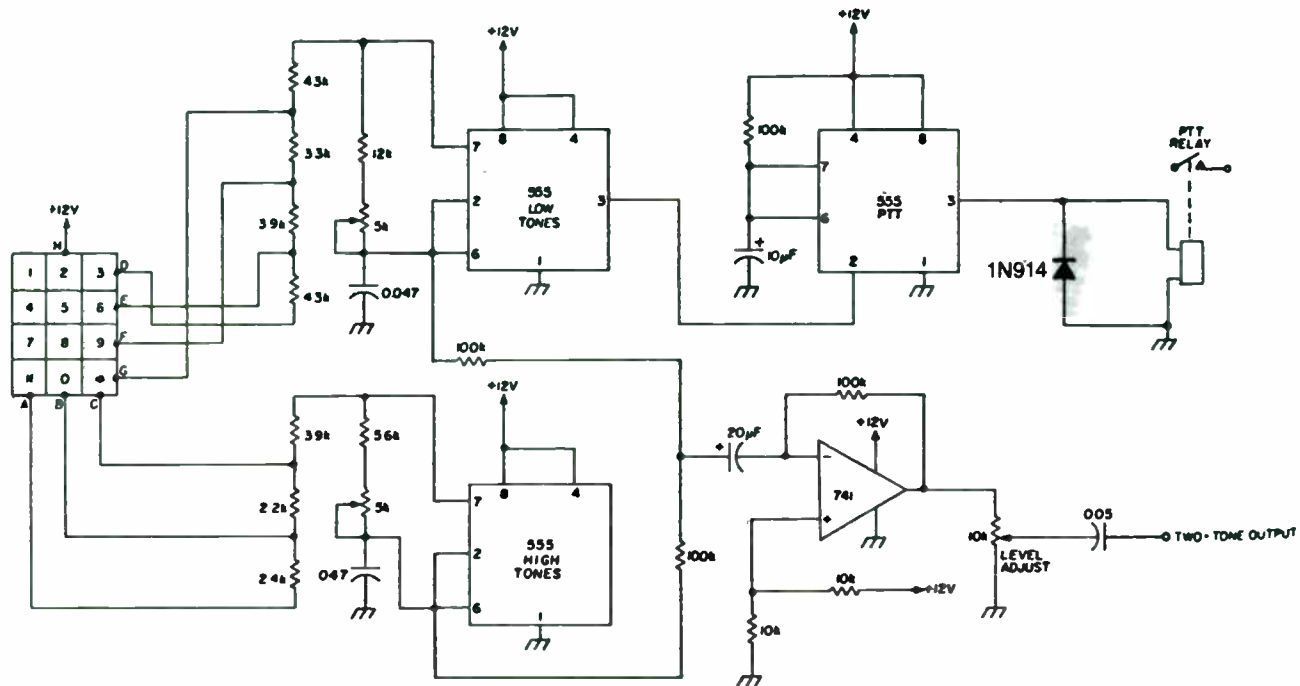 +12V
43k
33k
39k
43k
12k
5k
0.047
+12V
8
4
7
2
6
3
1
555
LOW
TONES
+12V
100k
10µF
+
4
8
7
6
2
3
1
555
PTT
1N914
PTT
RELAY
+12V
H
1
2
3
4
5
6
7
8
9
0
D
E
F
G
A
B
C
100k
39k
2.2k
2.4k
56k
5k
047
+12V
8
4
7
2
6
1
555
HIGH
TONES
100k
+
20µF
100k
+12V
741
−
+
10k
+12V
10k
10k
LEVEL
ADJUST
005
TWO-TONE OUTPUT